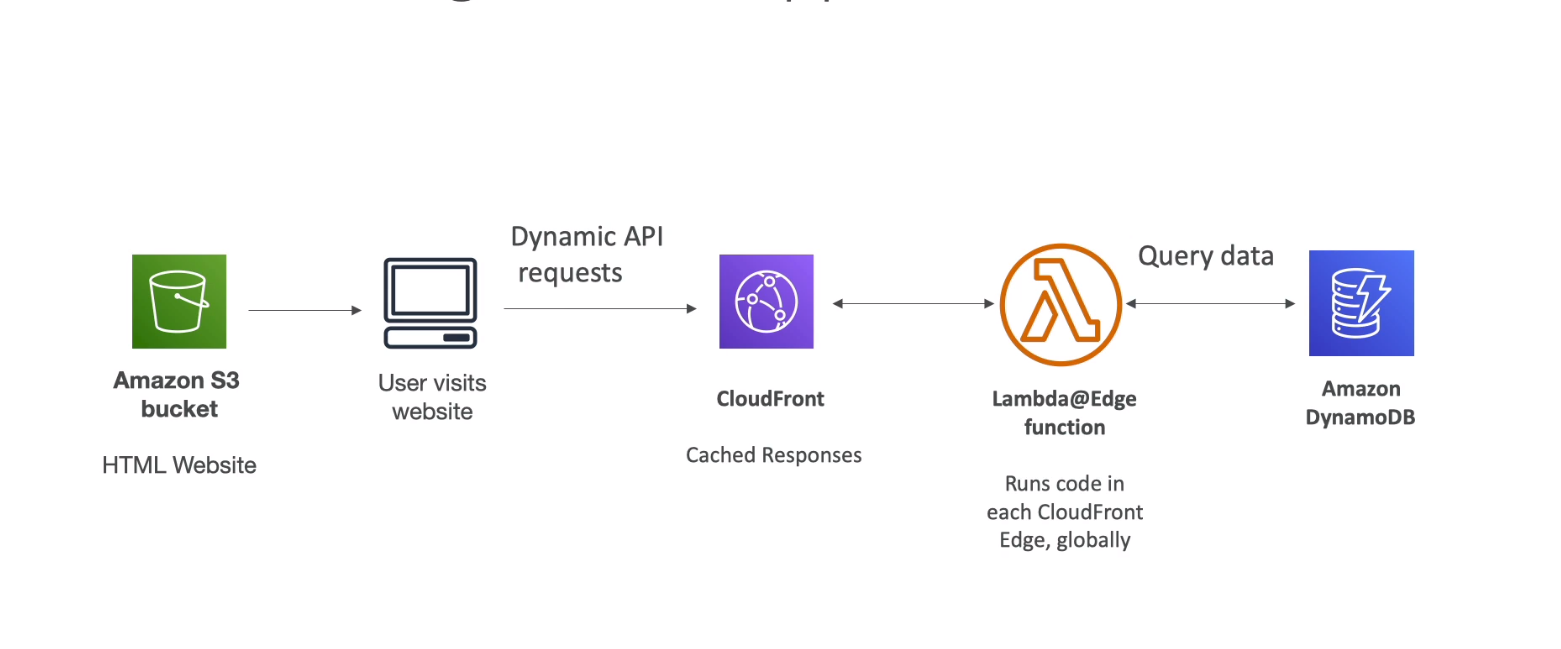 Amazon S3
bucket
HTML Website
User visits
website
Dynamic API
requests
CloudFront
Cached Responses
Lambda@Edge
function
Runs code in
each CloudFront
Edge, globally
Query data
Amazon
DynamoDB